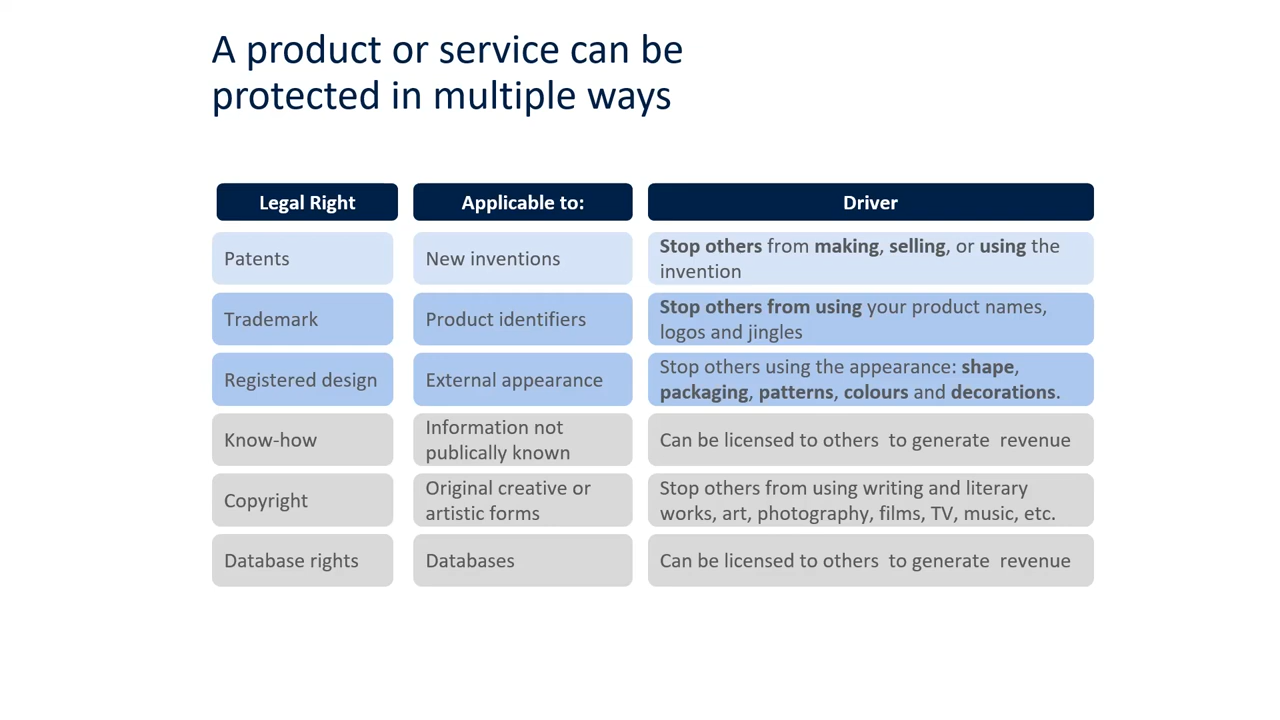 A product or service can be
protected in multiple ways
Legal Right
Applicable to:
Driver
Patents
New inventions
Stop others from making, selling, or using the
invention
Trademark
Product identifiers
Stop others from using your product names,
logos and jingles
Registered design
External appearance
Stop others using the appearance: shape,
packaging, patterns, colours and decorations.
Know-how
Information not
publically known
Can be licensed to others  to generate  revenue
Copyright
Original creative or
artistic forms
Stop others from using writing and literary
works, art, photography, films, TV, music, etc.
Database rights
Databases
Can be licensed to others  to generate  revenue